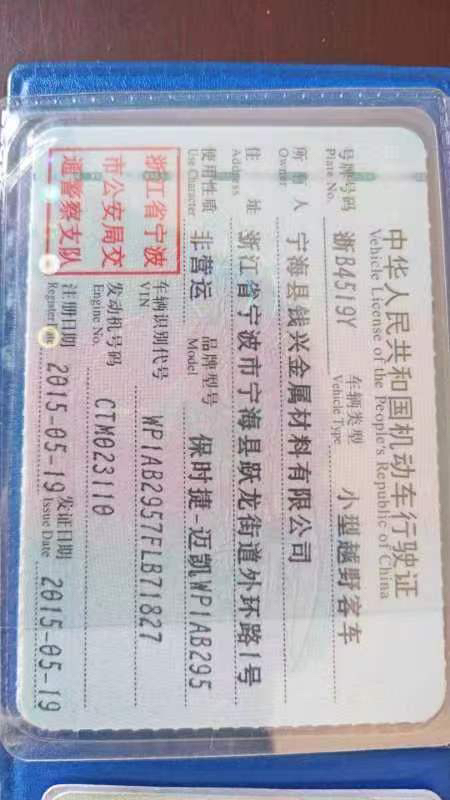 中华人民共和国机动车行驶证
Vehicle License of the People's Republic of China
号牌号码 浙B4519Y 车辆类型 小型越野客车
Plate No. Vehicle Type
所有人 宁海县钱兴金属材料有限公司
Owner
住址 浙江省宁波市宁海县跃龙街道外环路1号
Address
使用性质 非营运 品牌型号 保时捷-迈凯WP1AB295
Use Character Model
浙江省宁波
市公安局交
通警察支队
车辆识别代号 WP1AB2957FLB71827
VIN
发动机号码 CTM023110
Engine No.
注册日期 2015-05-19 发证日期 2015-05-19
Register Issue Date